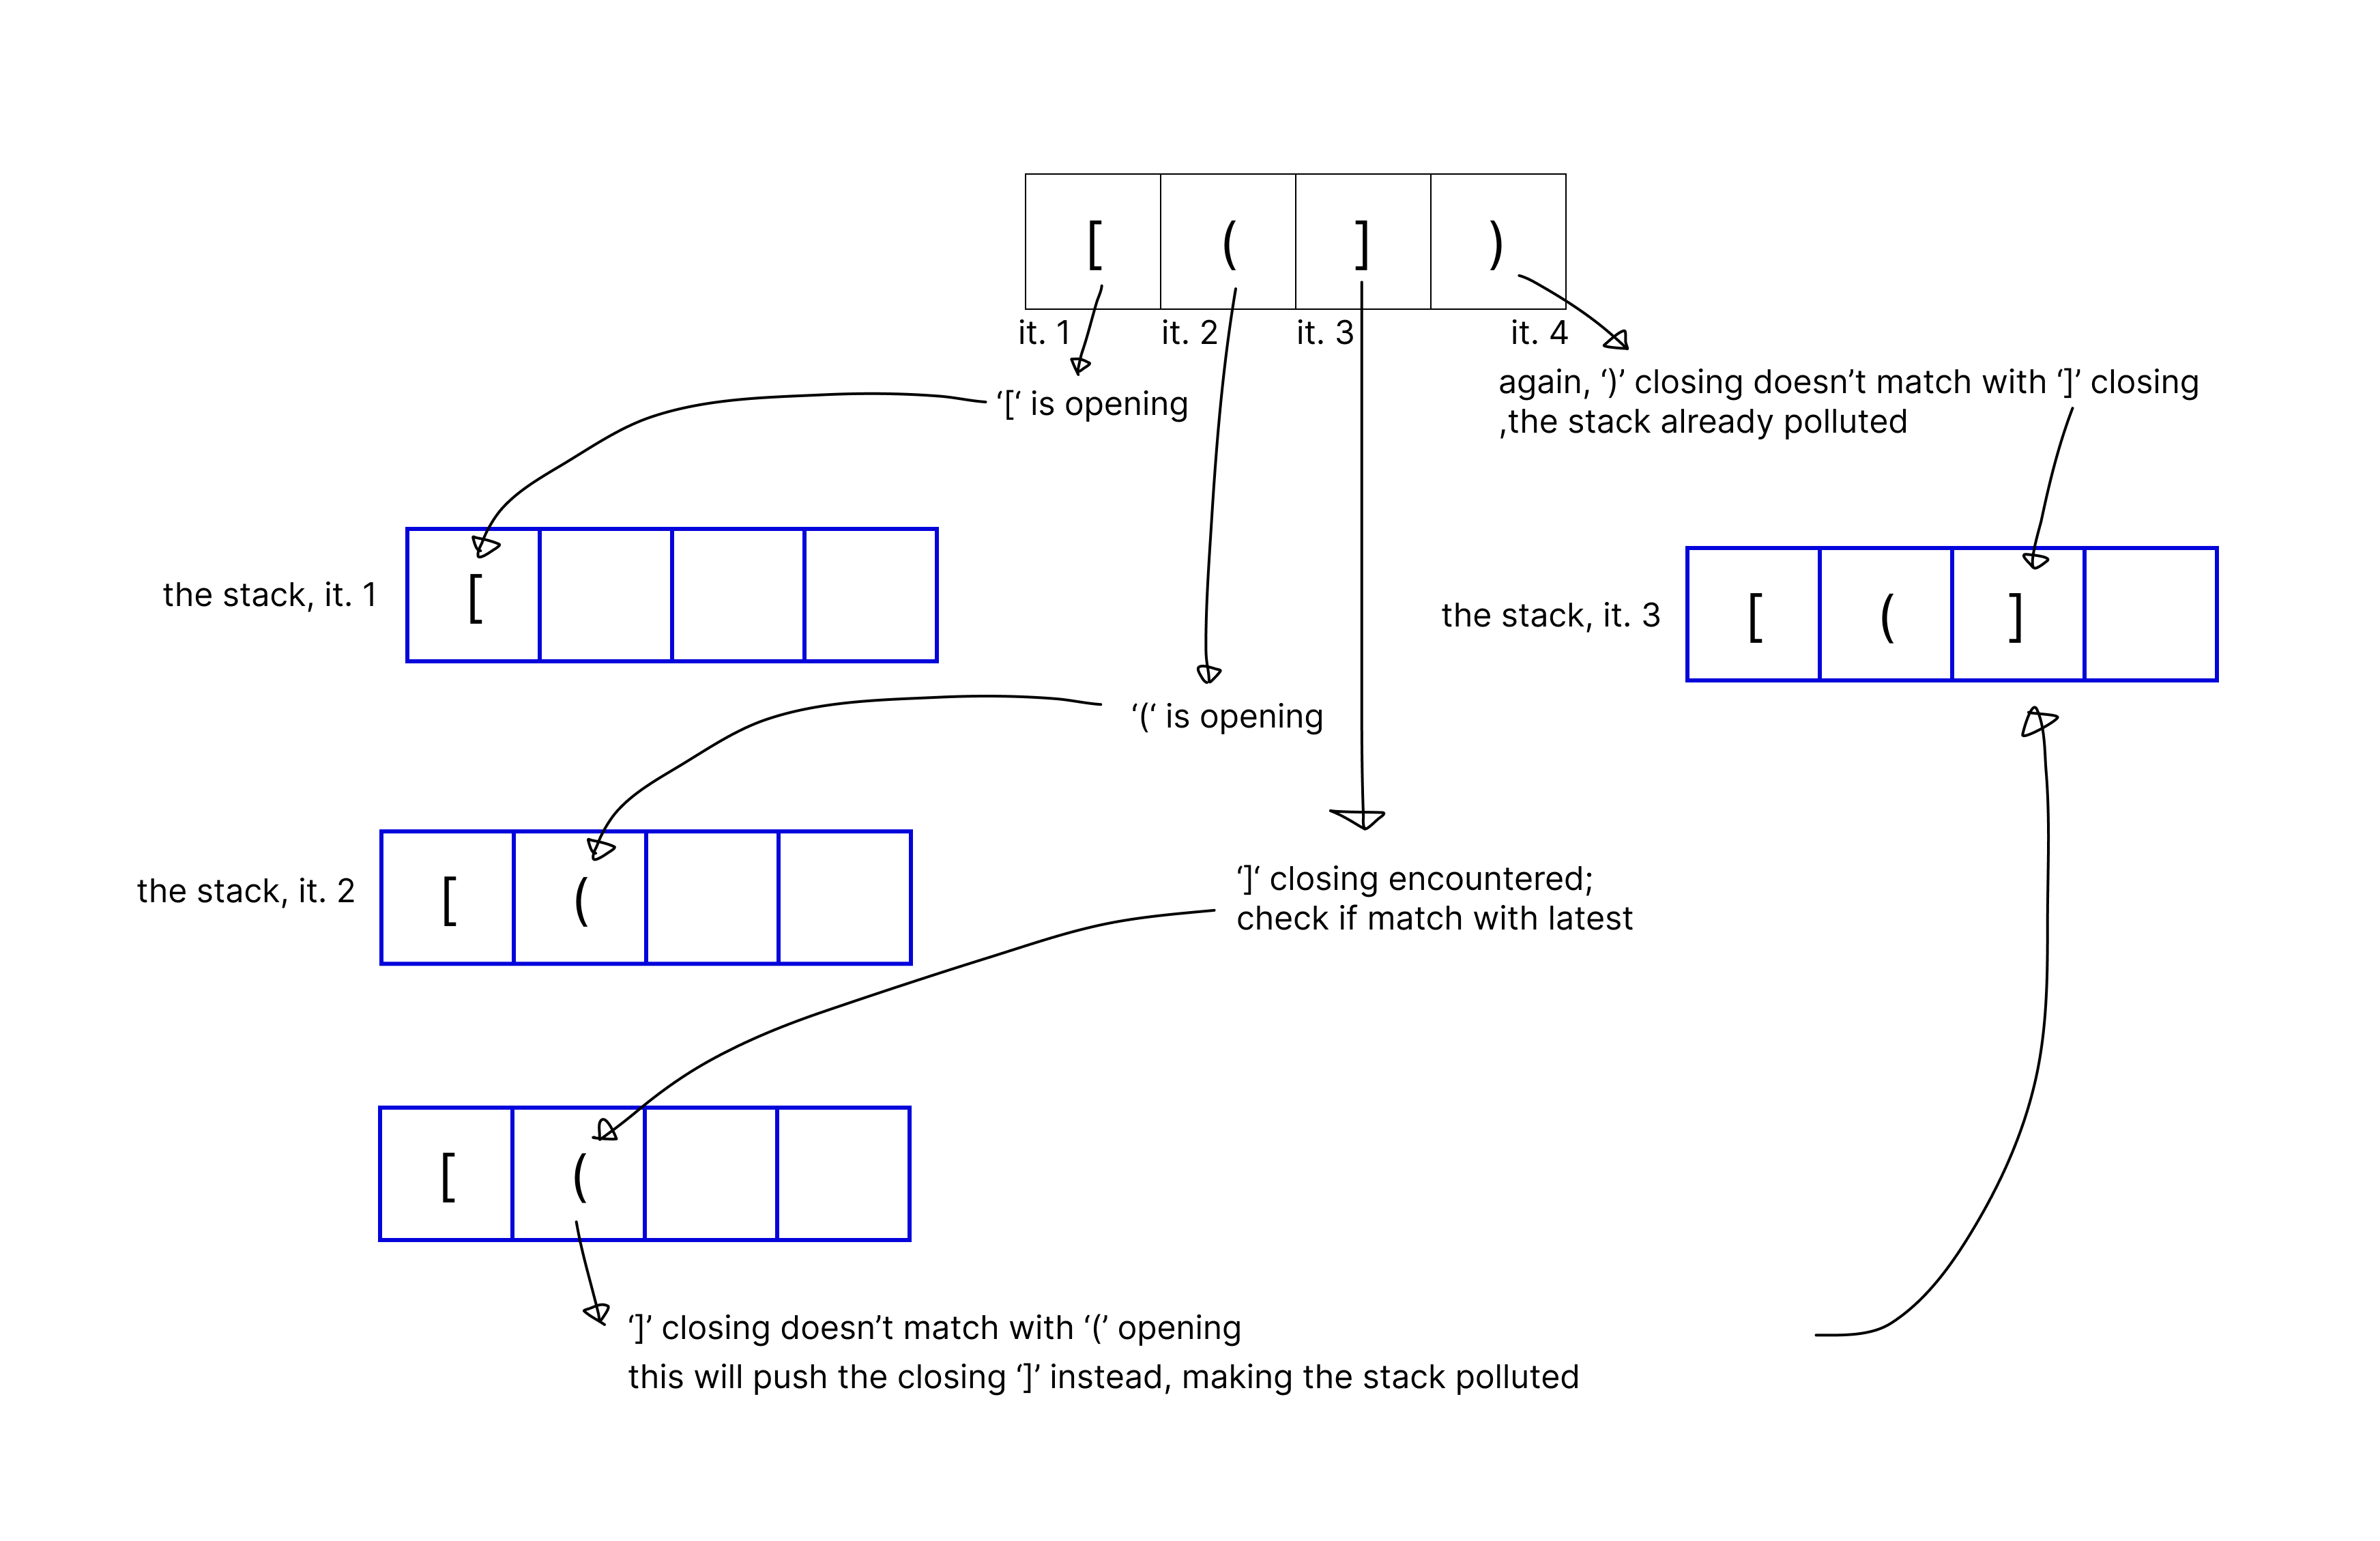 [ ( ] )
it. 1 it. 2 it. 3 it. 4
‘[‘ is opening
again, ‘)’ closing doesn’t match with ‘]’ closing
,the stack already polluted
the stack, it. 1
[
the stack, it. 3
[ ( ]
‘(‘ is opening
the stack, it. 2
[ (
‘]‘ closing encountered;
check if match with latest
[ (
‘]’ closing doesn’t match with ‘(’ opening
this will push the closing ‘]’ instead, making the stack polluted